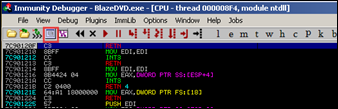 Immunity Debugger - BlazeDVD.exe - [CPU - thread 000008F4, module ntdll]
File View Debug Plugins ImmLib Options Window Help Jobs
l e m t w h c p k b z
7C90120F C3 RETN
7C901210 8BFF MOV EDI,EDI
7C901212 CC INT3
7C901213 C3 RETN
7C901214 8BFF MOV EDI,EDI
7C901216 8B4424 04 MOV EAX,DWORD PTR SS:[ESP+4]
7C90121A CC INT3
7C90121B C2 0400 RETN 4
7C90121E 64:A1 18000000 MOV EAX,DWORD PTR FS:[18]
7C901224 C3 RETN
7C901225 57 PUSH EDI